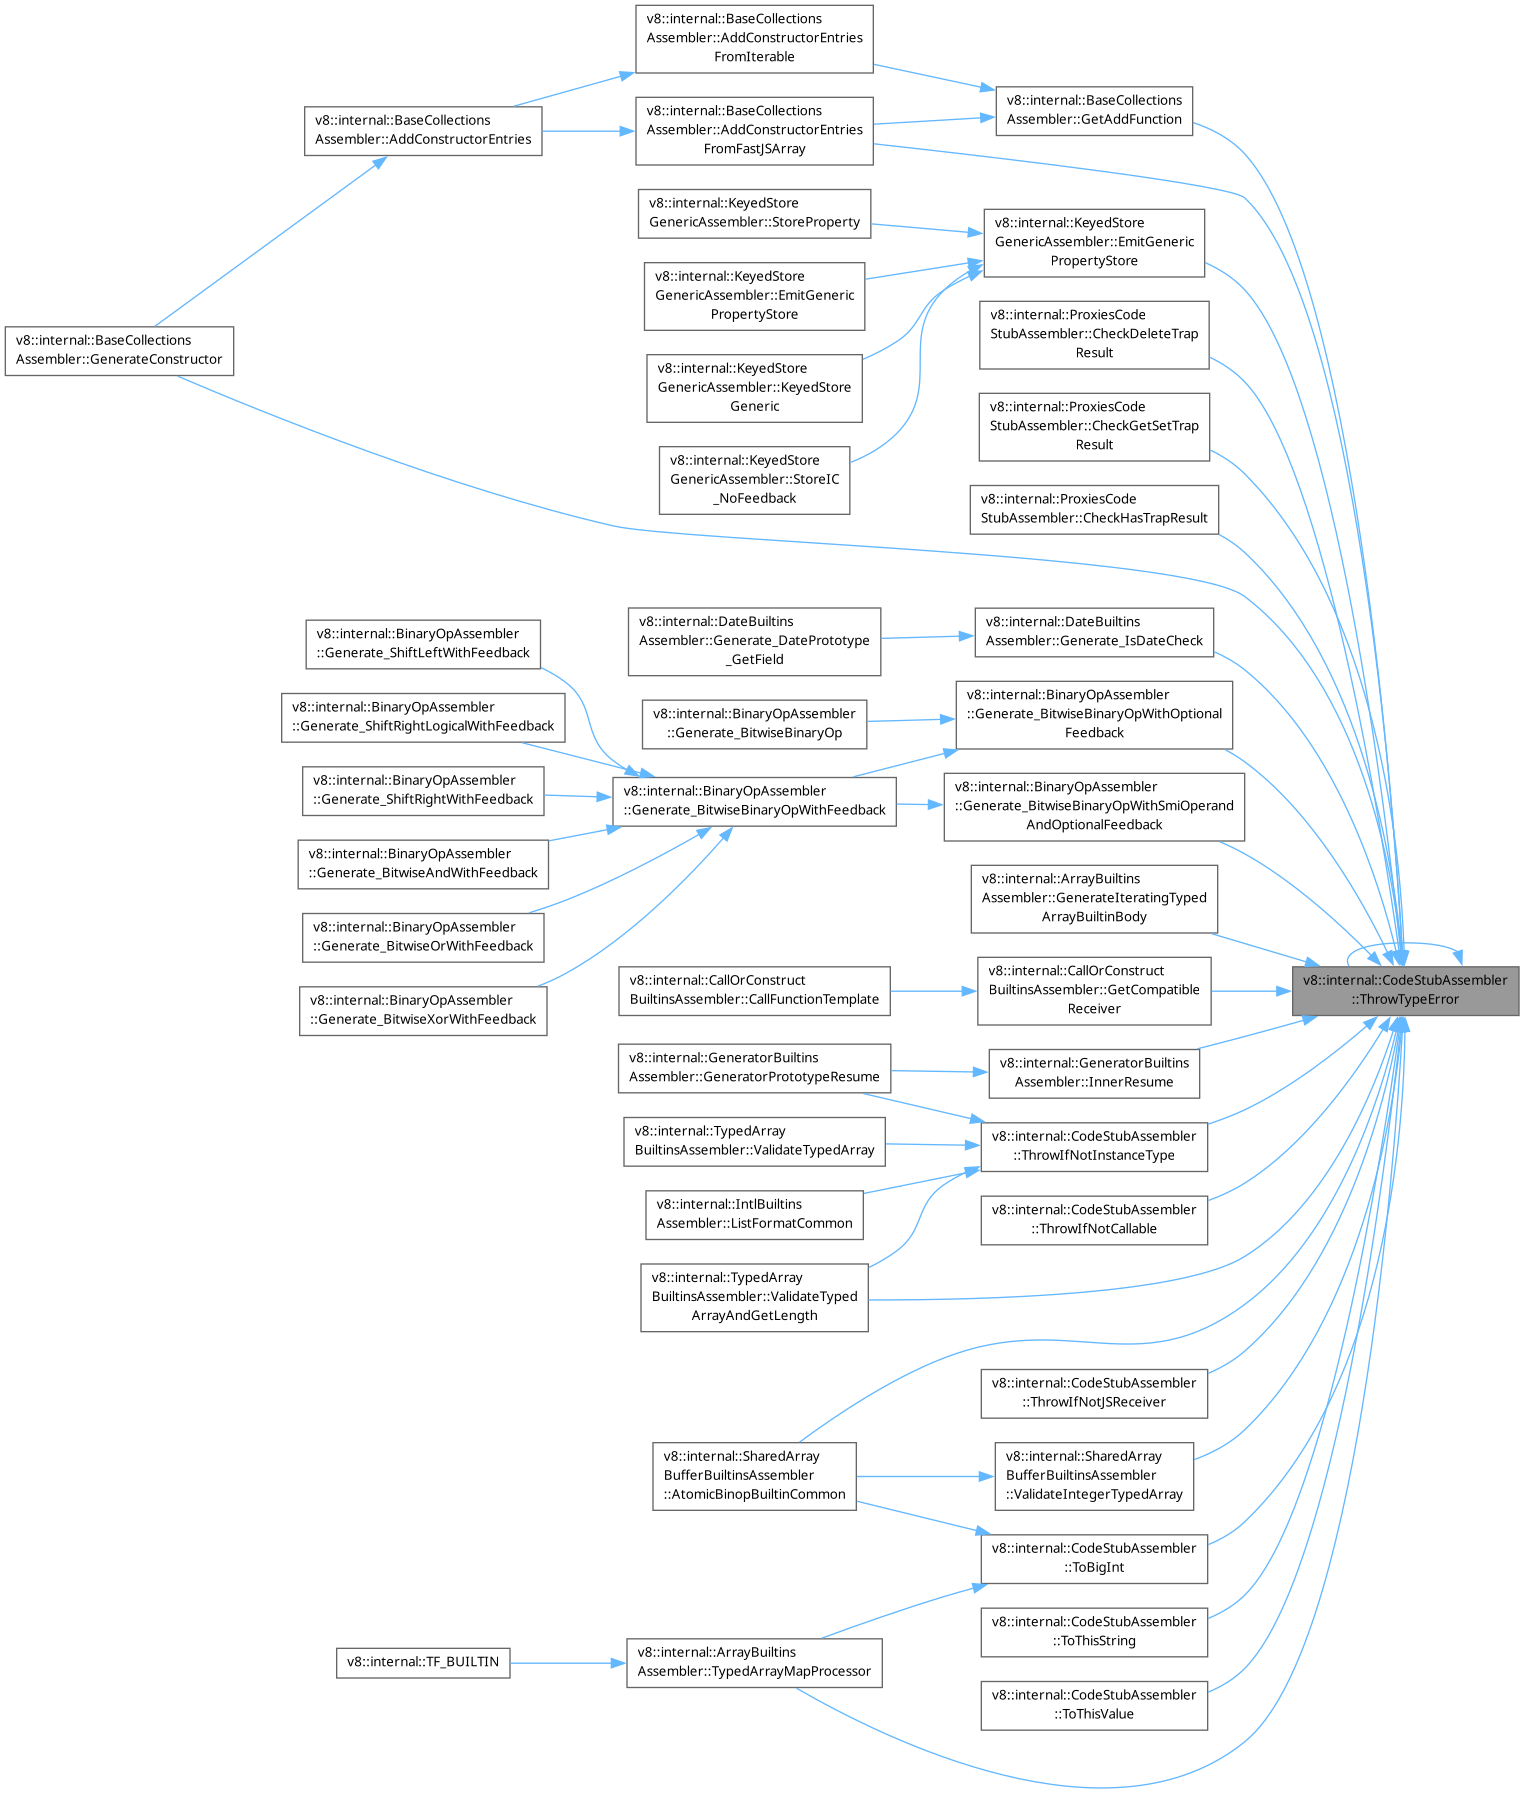 v8::internal::BaseCollections
Assembler::AddConstructorEntries
FromIterable
v8::internal::BaseCollections
Assembler::GetAddFunction
v8::internal::BaseCollections
Assembler::AddConstructorEntries
v8::internal::BaseCollections
Assembler::AddConstructorEntries
FromFastJSArray
v8::internal::KeyedStore
GenericAssembler::StoreProperty
v8::internal::KeyedStore
GenericAssembler::EmitGeneric
PropertyStore
v8::internal::KeyedStore
GenericAssembler::EmitGeneric
PropertyStore
v8::internal::ProxiesCode
StubAssembler::CheckDeleteTrap
Result
v8::internal::BaseCollections
Assembler::GenerateConstructor
v8::internal::KeyedStore
GenericAssembler::KeyedStore
Generic
v8::internal::ProxiesCode
StubAssembler::CheckGetSetTrap
Result
v8::internal::KeyedStore
GenericAssembler::StoreIC
_NoFeedback
v8::internal::ProxiesCode
StubAssembler::CheckHasTrapResult
v8::internal::DateBuiltins
Assembler::Generate_DatePrototype
_GetField
v8::internal::DateBuiltins
Assembler::Generate_IsDateCheck
v8::internal::BinaryOpAssembler
::Generate_ShiftLeftWithFeedback
v8::internal::BinaryOpAssembler
::Generate_ShiftRightLogicalWithFeedback
v8::internal::BinaryOpAssembler
::Generate_BitwiseBinaryOp
v8::internal::BinaryOpAssembler
::Generate_BitwiseBinaryOpWithOptional
Feedback
v8::internal::BinaryOpAssembler
::Generate_ShiftRightWithFeedback
v8::internal::BinaryOpAssembler
::Generate_BitwiseBinaryOpWithFeedback
v8::internal::BinaryOpAssembler
::Generate_BitwiseBinaryOpWithSmiOperand
AndOptionalFeedback
v8::internal::BinaryOpAssembler
::Generate_BitwiseAndWithFeedback
v8::internal::ArrayBuiltins
Assembler::GenerateIteratingTyped
ArrayBuiltinBody
v8::internal::BinaryOpAssembler
::Generate_BitwiseOrWithFeedback
v8::internal::CallOrConstruct
BuiltinsAssembler::CallFunctionTemplate
v8::internal::CallOrConstruct
BuiltinsAssembler::GetCompatible
Receiver
v8::internal::CodeStubAssembler
::ThrowTypeError
v8::internal::BinaryOpAssembler
::Generate_BitwiseXorWithFeedback
v8::internal::GeneratorBuiltins
Assembler::GeneratorPrototypeResume
v8::internal::GeneratorBuiltins
Assembler::InnerResume
v8::internal::TypedArray
BuiltinsAssembler::ValidateTypedArray
v8::internal::CodeStubAssembler
::ThrowIfNotInstanceType
v8::internal::IntlBuiltins
Assembler::ListFormatCommon
v8::internal::CodeStubAssembler
::ThrowIfNotCallable
v8::internal::TypedArray
BuiltinsAssembler::ValidateTyped
ArrayAndGetLength
v8::internal::CodeStubAssembler
::ThrowIfNotJSReceiver
v8::internal::SharedArray
BufferBuiltinsAssembler
::AtomicBinopBuiltinCommon
v8::internal::SharedArray
BufferBuiltinsAssembler
::ValidateIntegerTypedArray
v8::internal::CodeStubAssembler
::ToBigInt
v8::internal::CodeStubAssembler
::ToThisString
v8::internal::TF_BUILTIN
v8::internal::ArrayBuiltins
Assembler::TypedArrayMapProcessor
v8::internal::CodeStubAssembler
::ToThisValue